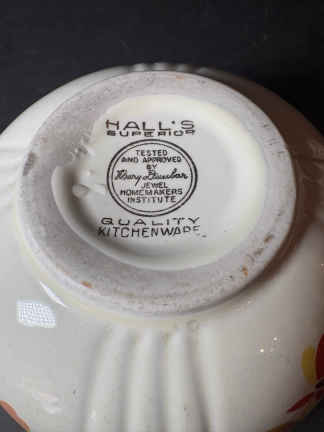 HALL'S
SUPERIOR
TESTED
AND APPROVED
BY
Mary Dunbar
JEWEL
HOMEMAKERS
INSTITUTE
QUALITY
KITCHENWARE